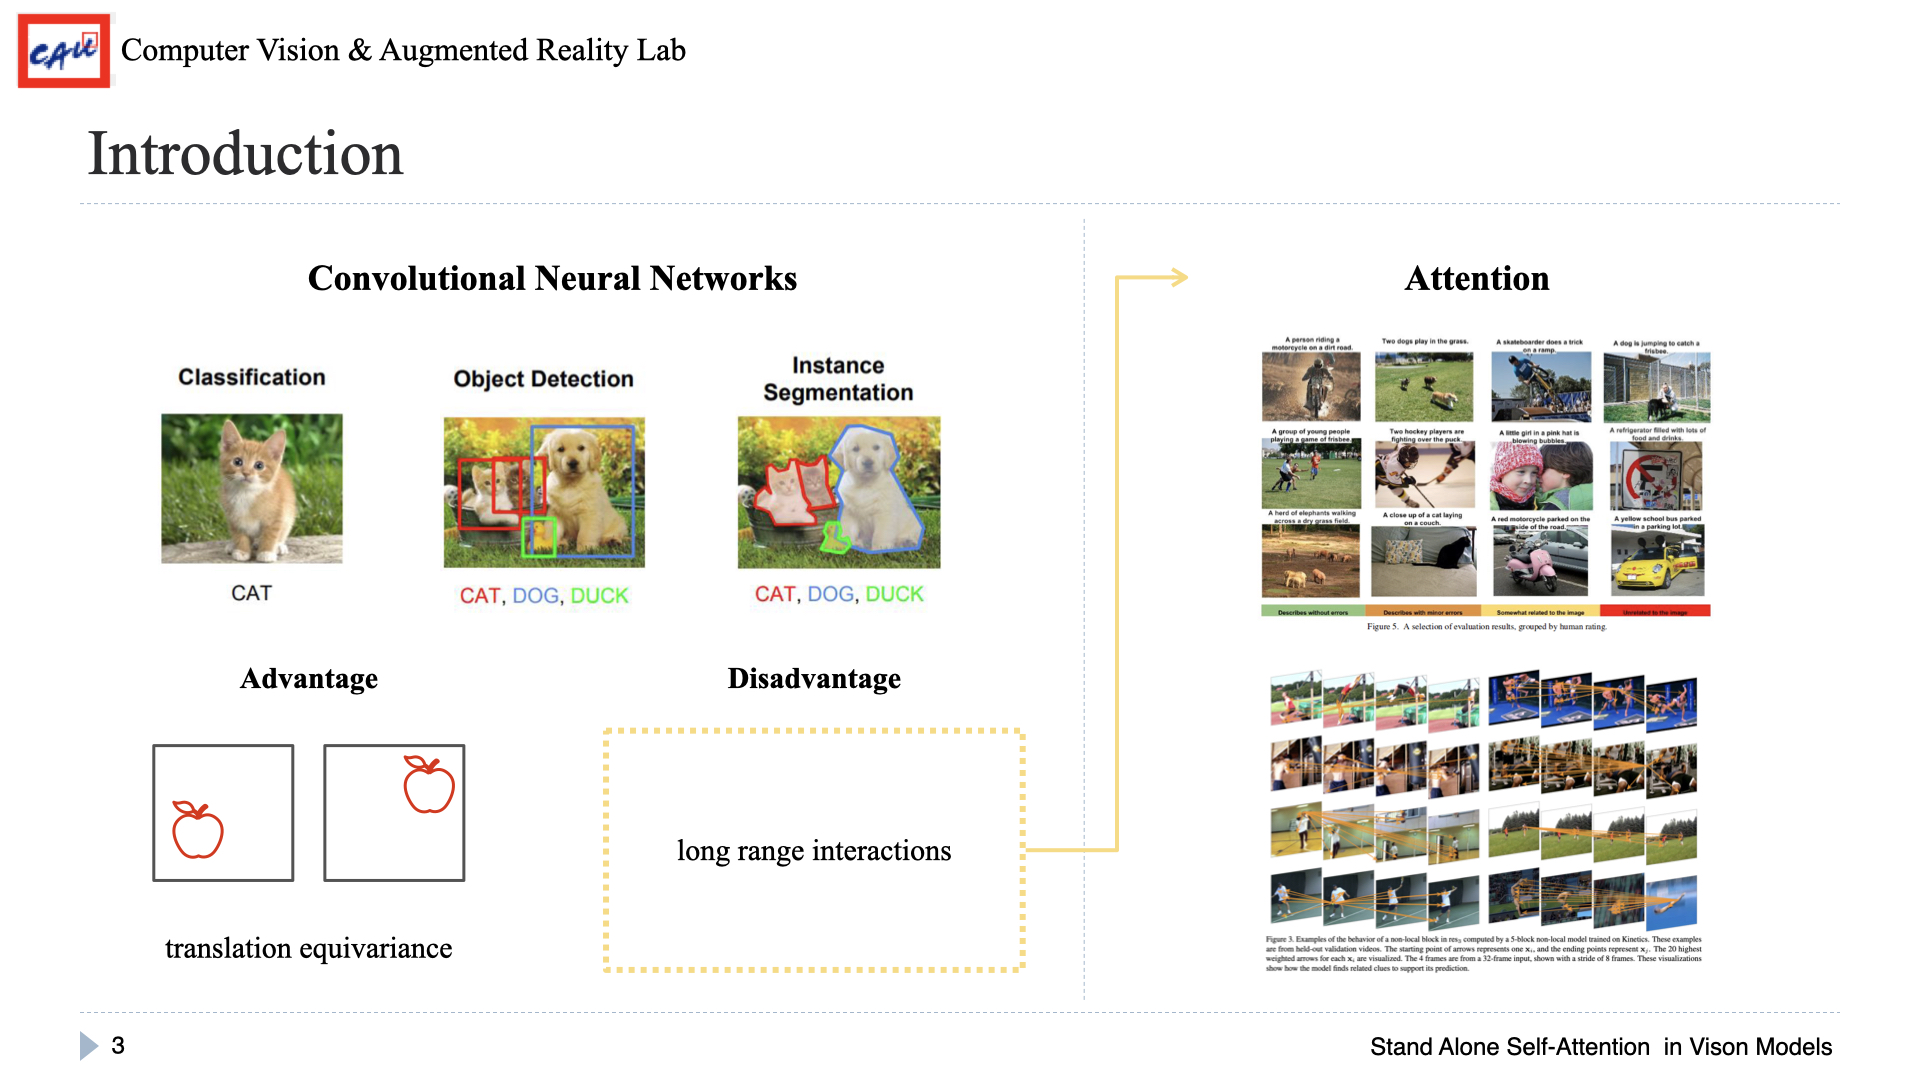 CAU
Computer Vision & Augmented Reality Lab
Introduction
Convolutional Neural Networks
Classification
CAT
Object Detection
CAT, DOG, DUCK
Instance
Segmentation
CAT, DOG, DUCK
Advantage
translation equivariance
Disadvantage
long range interactions
Attention
A person riding a
motorcycle on a dirt road.
Two dogs play in the grass.
A skateboarder does a trick
on a ramp.
A dog is jumping to catch a
frisbee.
A group of young people
playing a game of frisbee.
Two hockey players are
fighting over the puck.
A little girl in a pink hat is
blowing bubbles.
A refrigerator filled with lots of
food and drinks.
A herd of elephants walking
across a dry grass field.
A close up of a cat laying
on a couch.
A red motorcycle parked on the
side of the road.
A yellow school bus parked
in a parking lot.
Describes without errors
Describes with minor errors
Somewhat related to the image
Unrelated to the image
Figure 5. A selection of evaluation results, grouped by human rating.
Figure 3. Examples of the behavior of a non-local block in res3 computed by a 5-block non-local model trained on Kinetics. These examples
are from held-out validation videos. The starting point of arrows represents one xi, and the ending points represent xj. The 20 highest
weighted arrows for each xi are visualized. The 4 frames are from a 32-frame input, shown with a stride of 8 frames. These visualizations
show how the model finds related clues to support its prediction.
3
Stand Alone Self-Attention in Vison Models